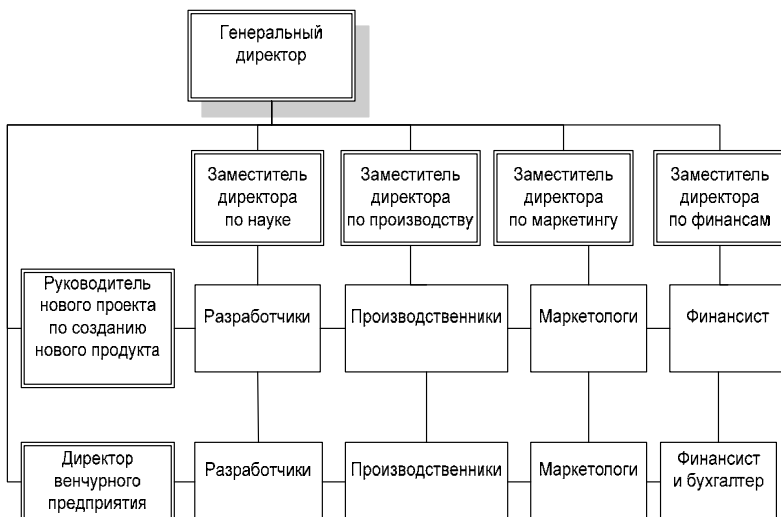 Генеральный
директор
Заместитель
директора
по науке
Заместитель
директора
по производству
Заместитель
директора
по маркетингу
Заместитель
директора
по финансам
Руководитель
нового проекта
по созданию
нового продукта
Разработчики
Производственники
Маркетологи
Финансист
Директор
венчурного
предприятия
Разработчики
Производственники
Маркетологи
Финансист
и бухгалтер